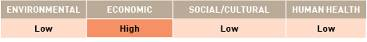 ENVIRONMENTAL ECONOMIC SOCIAL/CULTURAL HUMAN HEALTH
Low High Low Low